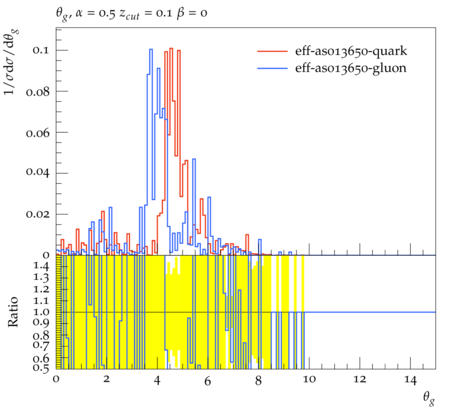 θg, α = 0.5 zcut = 0.1 β = 0
1/σdσ/dθg
0.1
0.08
0.06
0.04
0.02
0
eff-as013650-quark
eff-as013650-gluon
Ratio
1.4
1.3
1.2
1.1
1.0
0.9
0.8
0.7
0.6
0.5
0 2 4 6 8 10 12 14
θg